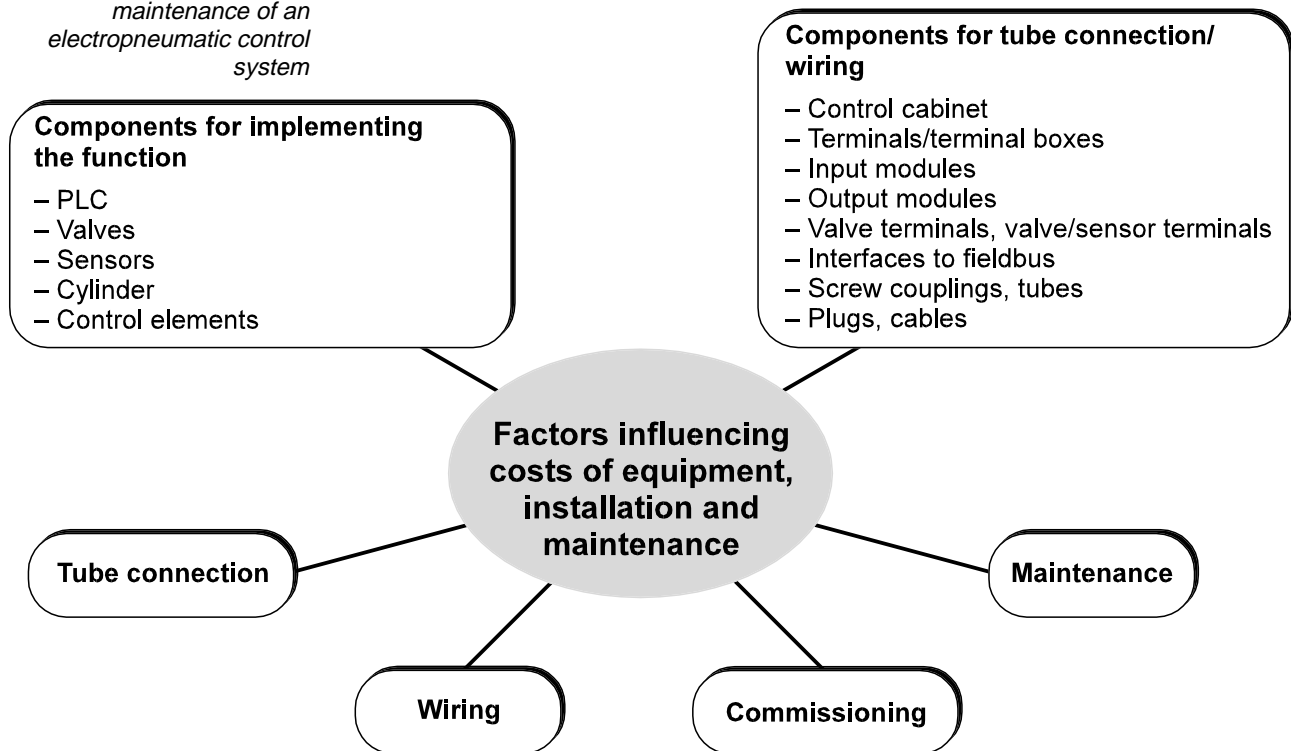 maintenance of an
electropneumatic control
system
Components for implementing
the function
– PLC
– Valves
– Sensors
– Cylinder
– Control elements
Components for tube connection/
wiring
– Control cabinet
– Terminals/terminal boxes
– Input modules
– Output modules
– Valve terminals, valve/sensor terminals
– Interfaces to fieldbus
– Screw couplings, tubes
– Plugs, cables
Factors influencing
costs of equipment,
installation and
maintenance
Tube connection
Maintenance
Wiring
Commissioning